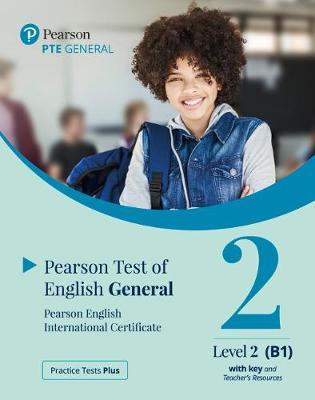 Pearson
PTE GENERAL
Pearson Test of
English General
Pearson English
International Certificate
Practice Tests Plus
2
Level 2 (B1)
with key and
Teacher's Resources